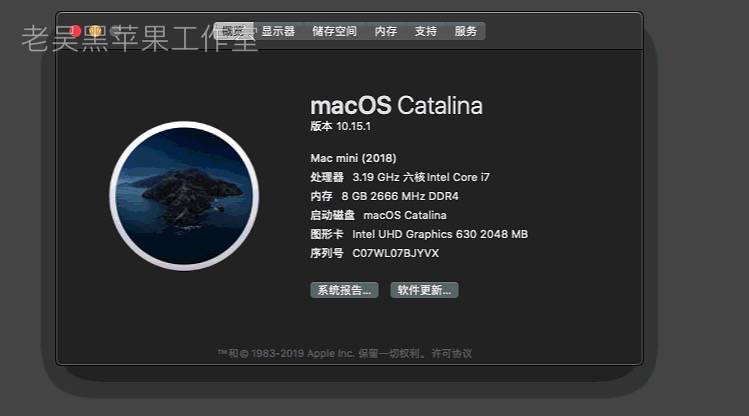 老吴黑苹果工作室
概览 显示器 储存空间 内存 支持 服务
macOS Catalina
版本 10.15.1
Mac mini (2018)
处理器 3.19 GHz 六核Intel Core i7
内存 8 GB 2666 MHz DDR4
启动磁盘 macOS Catalina
图形卡 Intel UHD Graphics 630 2048 MB
序列号 C07WL07BJYVX
系统报告... 软件更新...
™和© 1983-2019 Apple Inc. 保留一切权利。许可协议